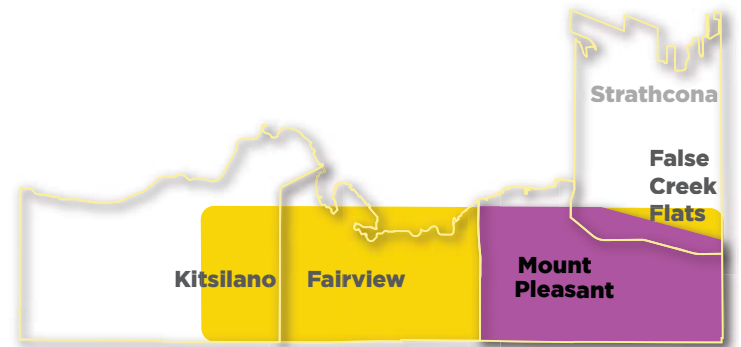 Strathcona
False
Creek
Flats
Kitsilano
Fairview
Mount
Pleasant